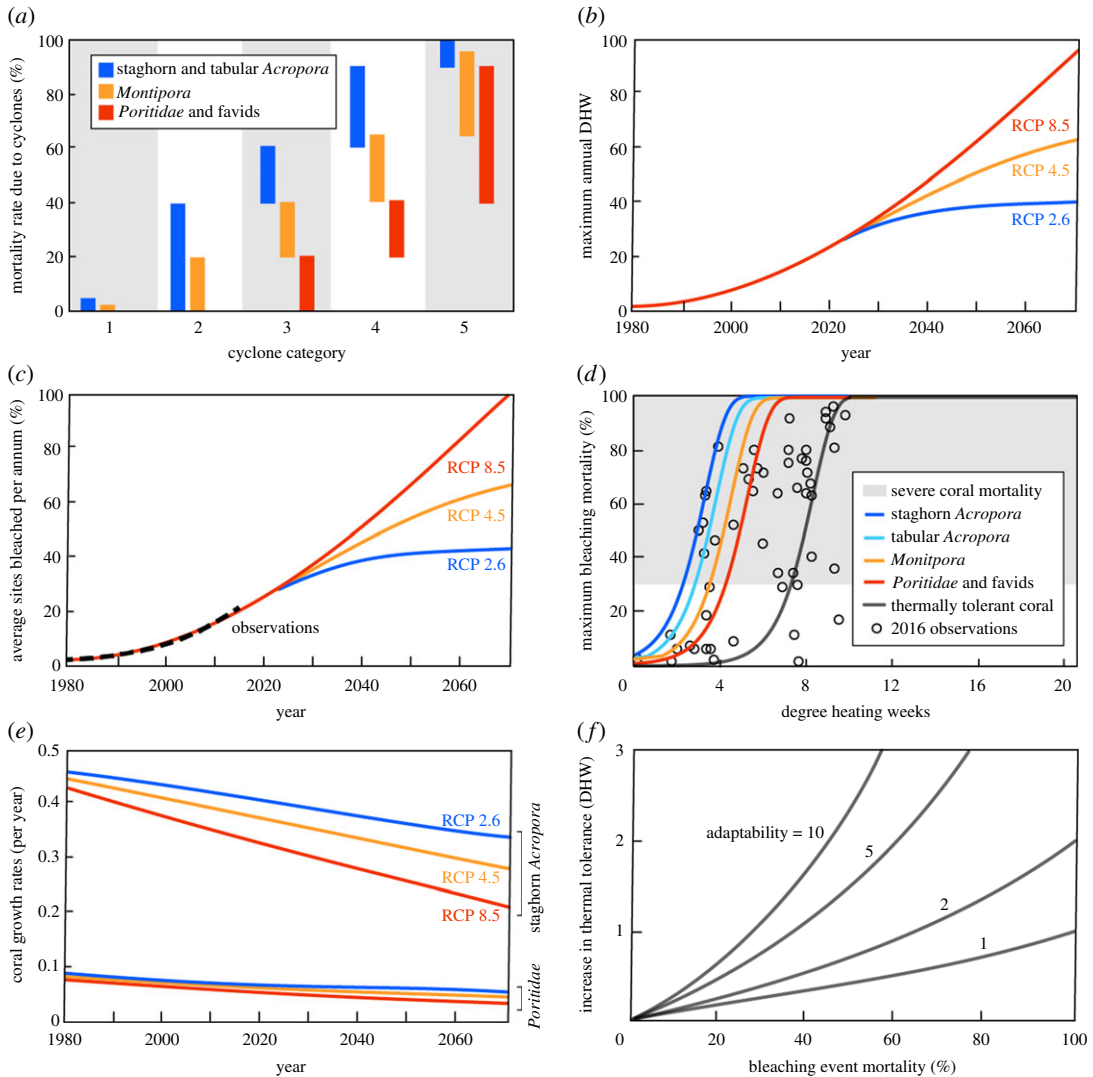 (a)
mortality rate due to cyclones (%)
100
80
60
40
20
0
staghorn and tabular Acropora
Montipora
Poritidae and favids
1 2 3 4 5
cyclone category
(b)
maximum annual DHW
100
80
60
40
20
0
RCP 8.5
RCP 4.5
RCP 2.6
1980 2000 2020 2040 2060
year
(c)
average sites bleached per annum (%)
100
80
60
40
20
0
RCP 8.5
RCP 4.5
RCP 2.6
observations
1980 2000 2020 2040 2060
year
(d)
maximum bleaching mortality (%)
100
80
60
40
20
severe coral mortality
staghorn Acropora
tabular Acropora
Monitpora
Poritidae and favids
thermally tolerant coral
2016 observations
0 4 8 12 16 20
degree heating weeks
(e)
coral growth rates (per year)
0.5
0.4
0.3
0.2
0.1
0
RCP 2.6
RCP 4.5
RCP 8.5
staghorn Acropora
Poritidae
1980 2000 2020 2040 2060
year
(f)
increase in thermal tolerance (DHW)
3
2
1
adaptability = 10
5
2
1
0 20 40 60 80 100
bleaching event mortality (%)